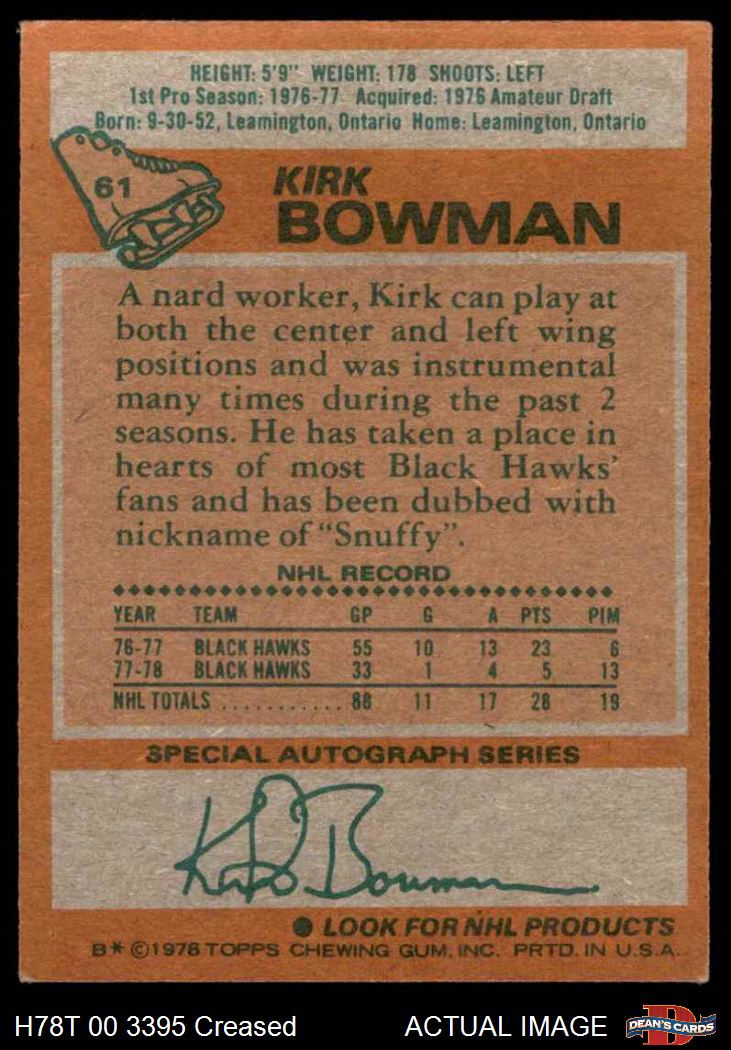 HEIGHT: 5'9" WEIGHT: 178 SHOOTS: LEFT
1st Pro Season: 1976-77 Acquired: 1976 Amateur Draft
Born: 9-30-52, Leamington, Ontario Home: Leamington, Ontario
61
KIRK
BOWMAN
A nard worker, Kirk can play at
both the center and left wing
positions and was instrumental
many times during the past 2
seasons. He has taken a place in
hearts of most Black Hawks'
fans and has been dubbed with
nickname of "Snuffy".
NHL RECORD
YEAR TEAM GP G A PTS PIM
76-77 BLACK HAWKS 55 10 13 23 6
77-78 BLACK HAWKS 33 1 4 5 13
NHL TOTALS ........... 88 11 17 28 19
SPECIAL AUTOGRAPH SERIES
Kirk Bowman
● LOOK FOR NHL PRODUCTS
B* ©1978 TOPPS CHEWING GUM, INC. PRTD. IN U.S.A.
H78T 00 3395 Creased ACTUAL IMAGE
D
DEAN'S CARDS